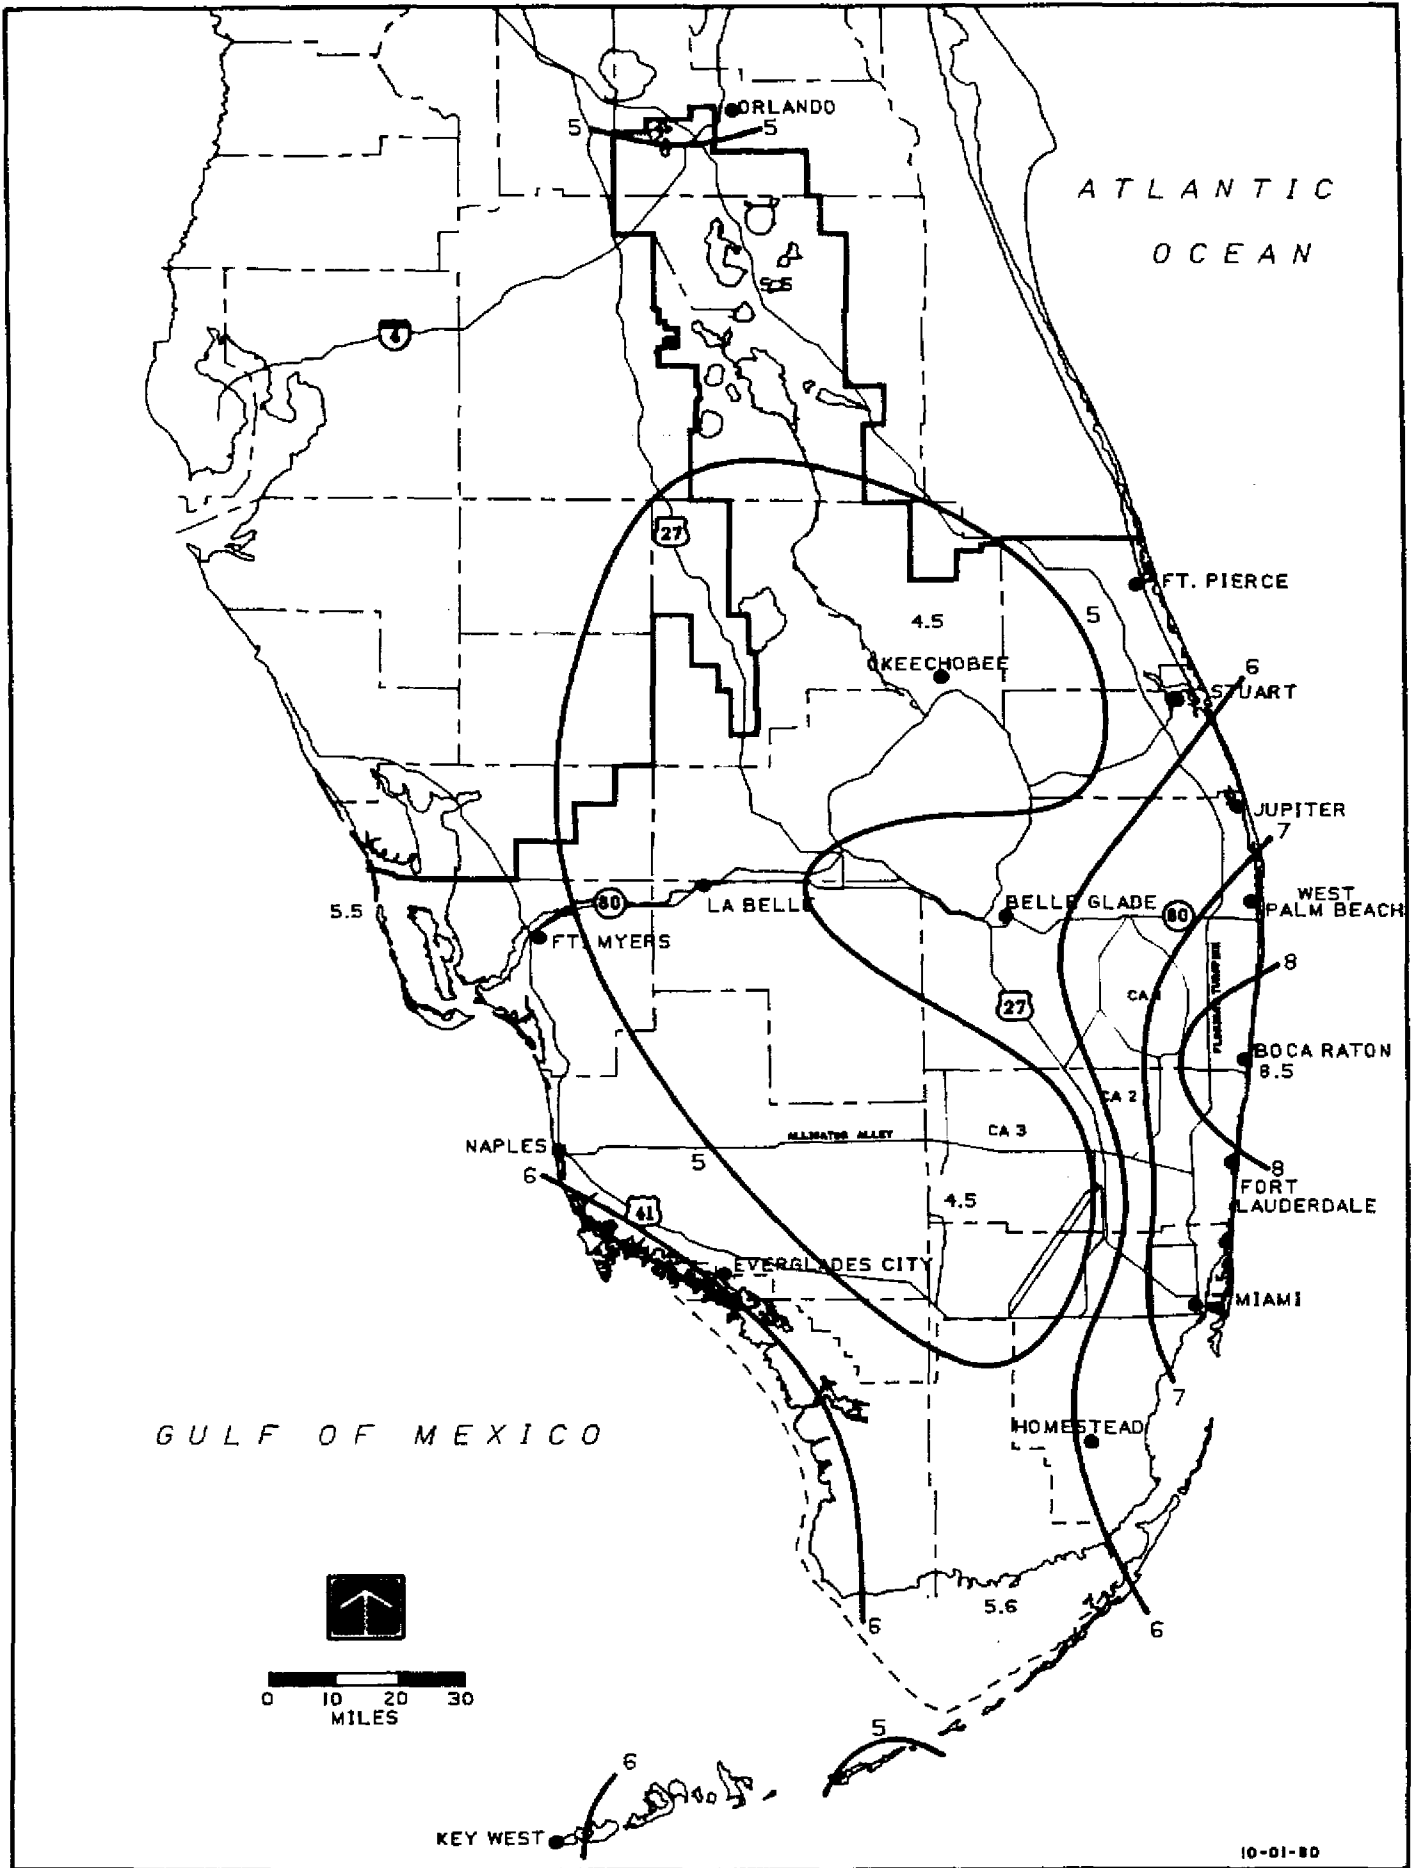 ORLANDO
5
5
ATLANTIC
OCEAN
4
27
FT. PIERCE
4.5
5
OKEECHOBEE
6
STUART
JUPITER
7
5.5
80
LA BELLE
BELLE GLADE
80
WEST
PALM BEACH
FT. MYERS
8
CA 1
27
FLORIDA TURNPIKE
BOCA RATON
8.5
CA 2
ALLIGATOR ALLEY
CA 3
NAPLES
5
6
8
FORT
LAUDERDALE
41
4.5
EVERGLADES CITY
MIAMI
7
GULF OF MEXICO
HOMESTEAD
5.6
6
6
0 10 20 30
MILES
5
6
KEY WEST
10-01-80